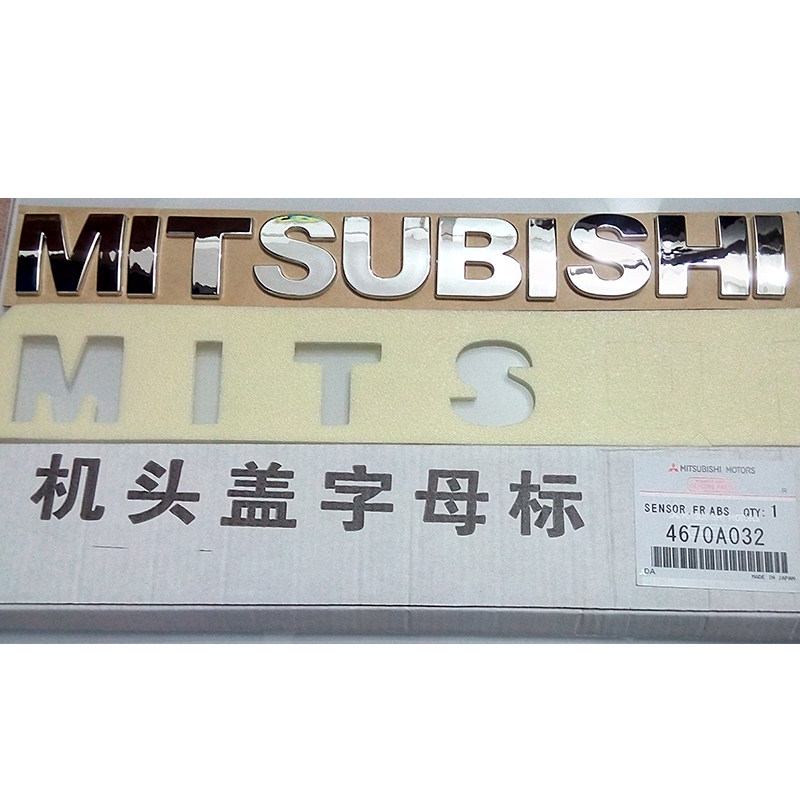 MITSUBISHI
MITS
机头盖字母标
MITSUBISHI MOTORS
R
SENSOR,FR ABS QTY: 1
4670A032
DA
MADE IN JAPAN